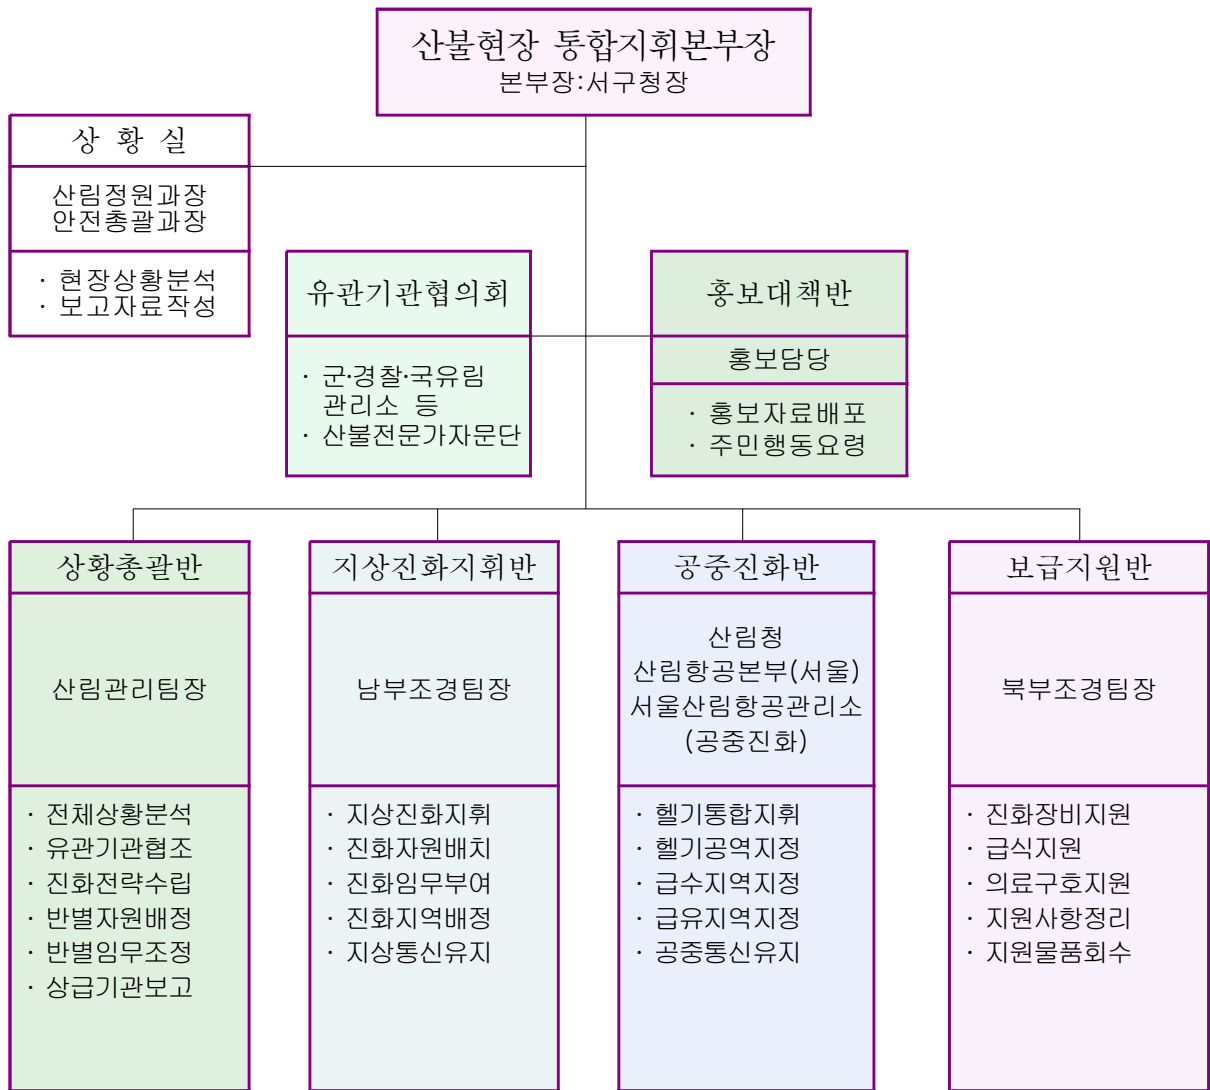 산불현장 통합지휘본부장
본부장:서구청장
상 황 실
산림정원과장
안전총괄과장
· 현장상황분석
· 보고자료작성
유관기관협의회
· 군·경찰·국유림
관리소 등
· 산불전문가자문단
홍보대책반
홍보담당
· 홍보자료배포
· 주민행동요령
상황총괄반
산림관리팀장
· 전체상황분석
· 유관기관협조
· 진화전략수립
· 반별자원배정
· 반별임무조정
· 상급기관보고
지상진화지휘반
남부조경팀장
· 지상진화지휘
· 진화자원배치
· 진화임무부여
· 진화지역배정
· 지상통신유지
공중진화반
산림청
산림항공본부(서울)
서울산림항공관리소
(공중진화)
· 헬기통합지휘
· 헬기공역지정
· 급수지역지정
· 급유지역지정
· 공중통신유지
보급지원반
북부조경팀장
· 진화장비지원
· 급식지원
· 의료구호지원
· 지원사항정리
· 지원물품회수